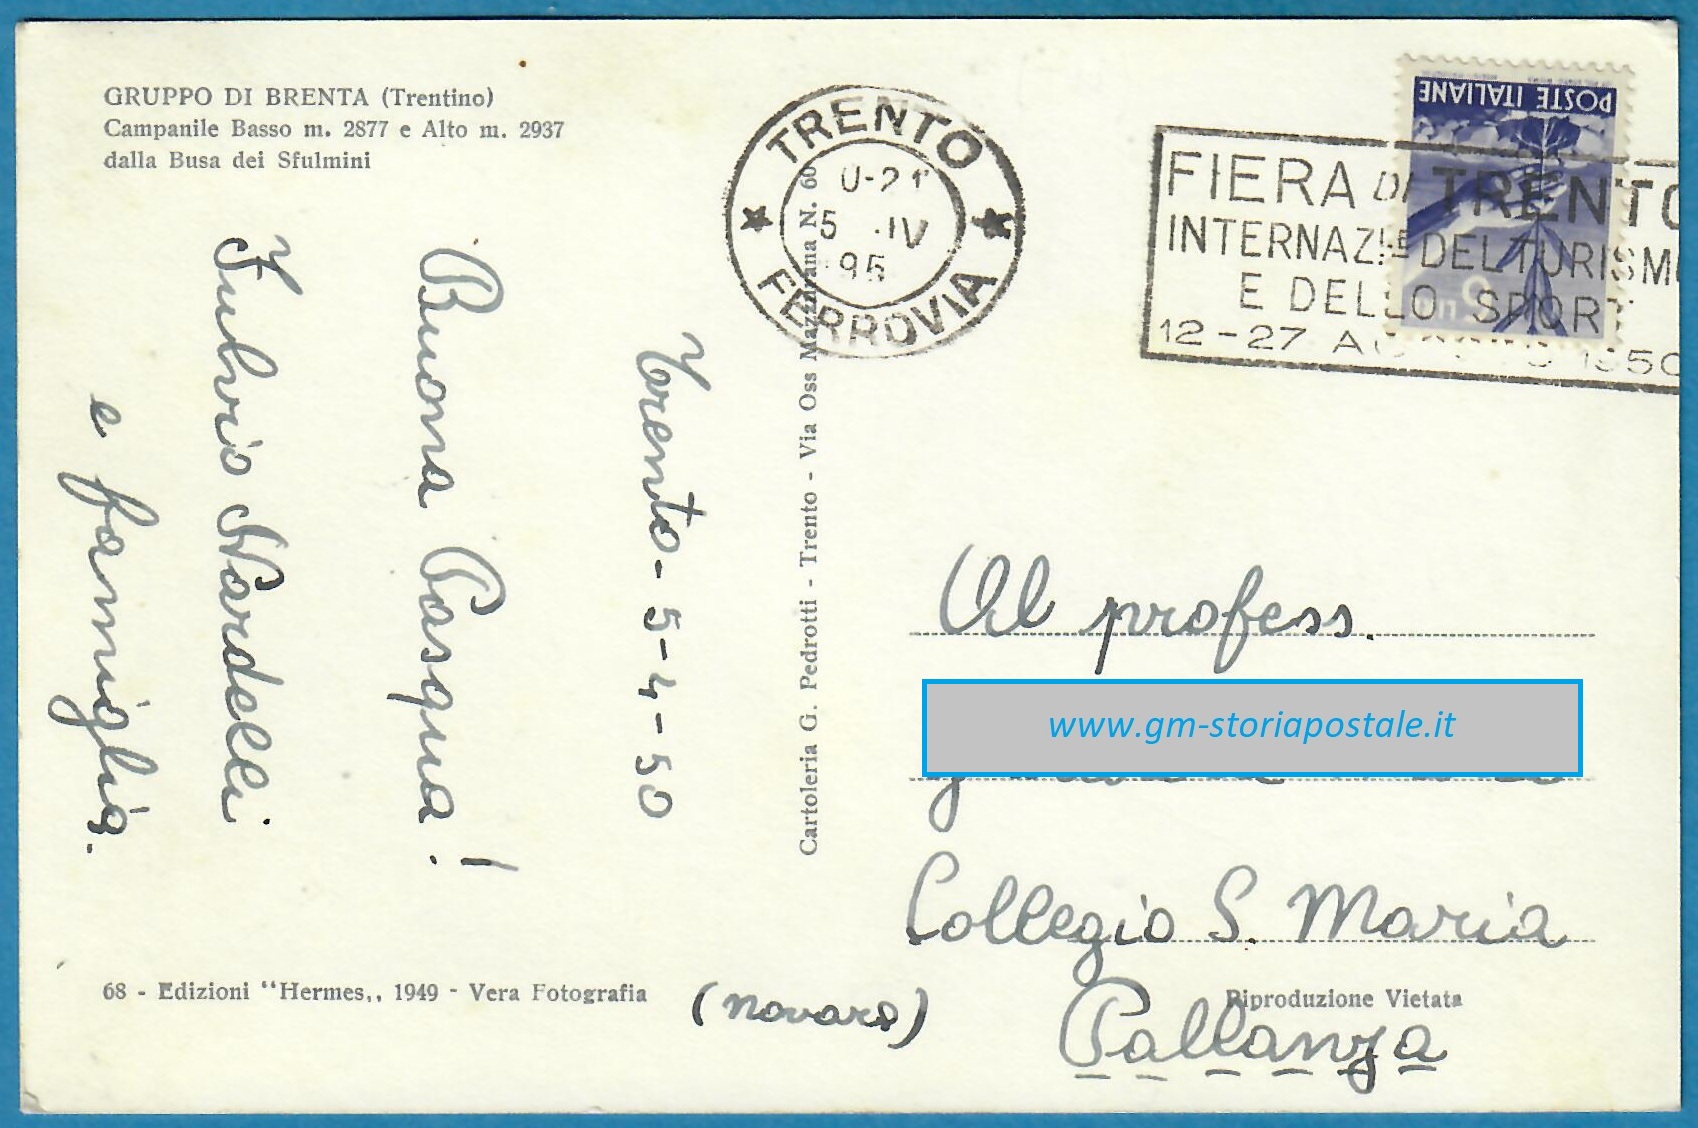 GRUPPO DI BRENTA (Trentino)
Campanile Basso m. 2877 e Alto m. 2937
dalla Busa dei Sfulmini
Trento - 5 - 4 - 50
Buona Pasqua!
Fulvio Nardelli
e famiglia.
68 - Edizioni "Hermes,, 1949 - Vera Fotografia
Cartoleria G. Pedrotti - Trento - Via Oss Mazzurana N. 60
TRENTO
5 .IV
FERROVIA
POSTE ITALIANE
FIERA DI TRENTO
INTERNAZ.LE DEL TURISMO
E DELLO SPORT
12-27 1950
Al profess.
www.gm-storiapostale.it
Collegio S. Maria
Riproduzione Vietata
Pallanza
(Novara)